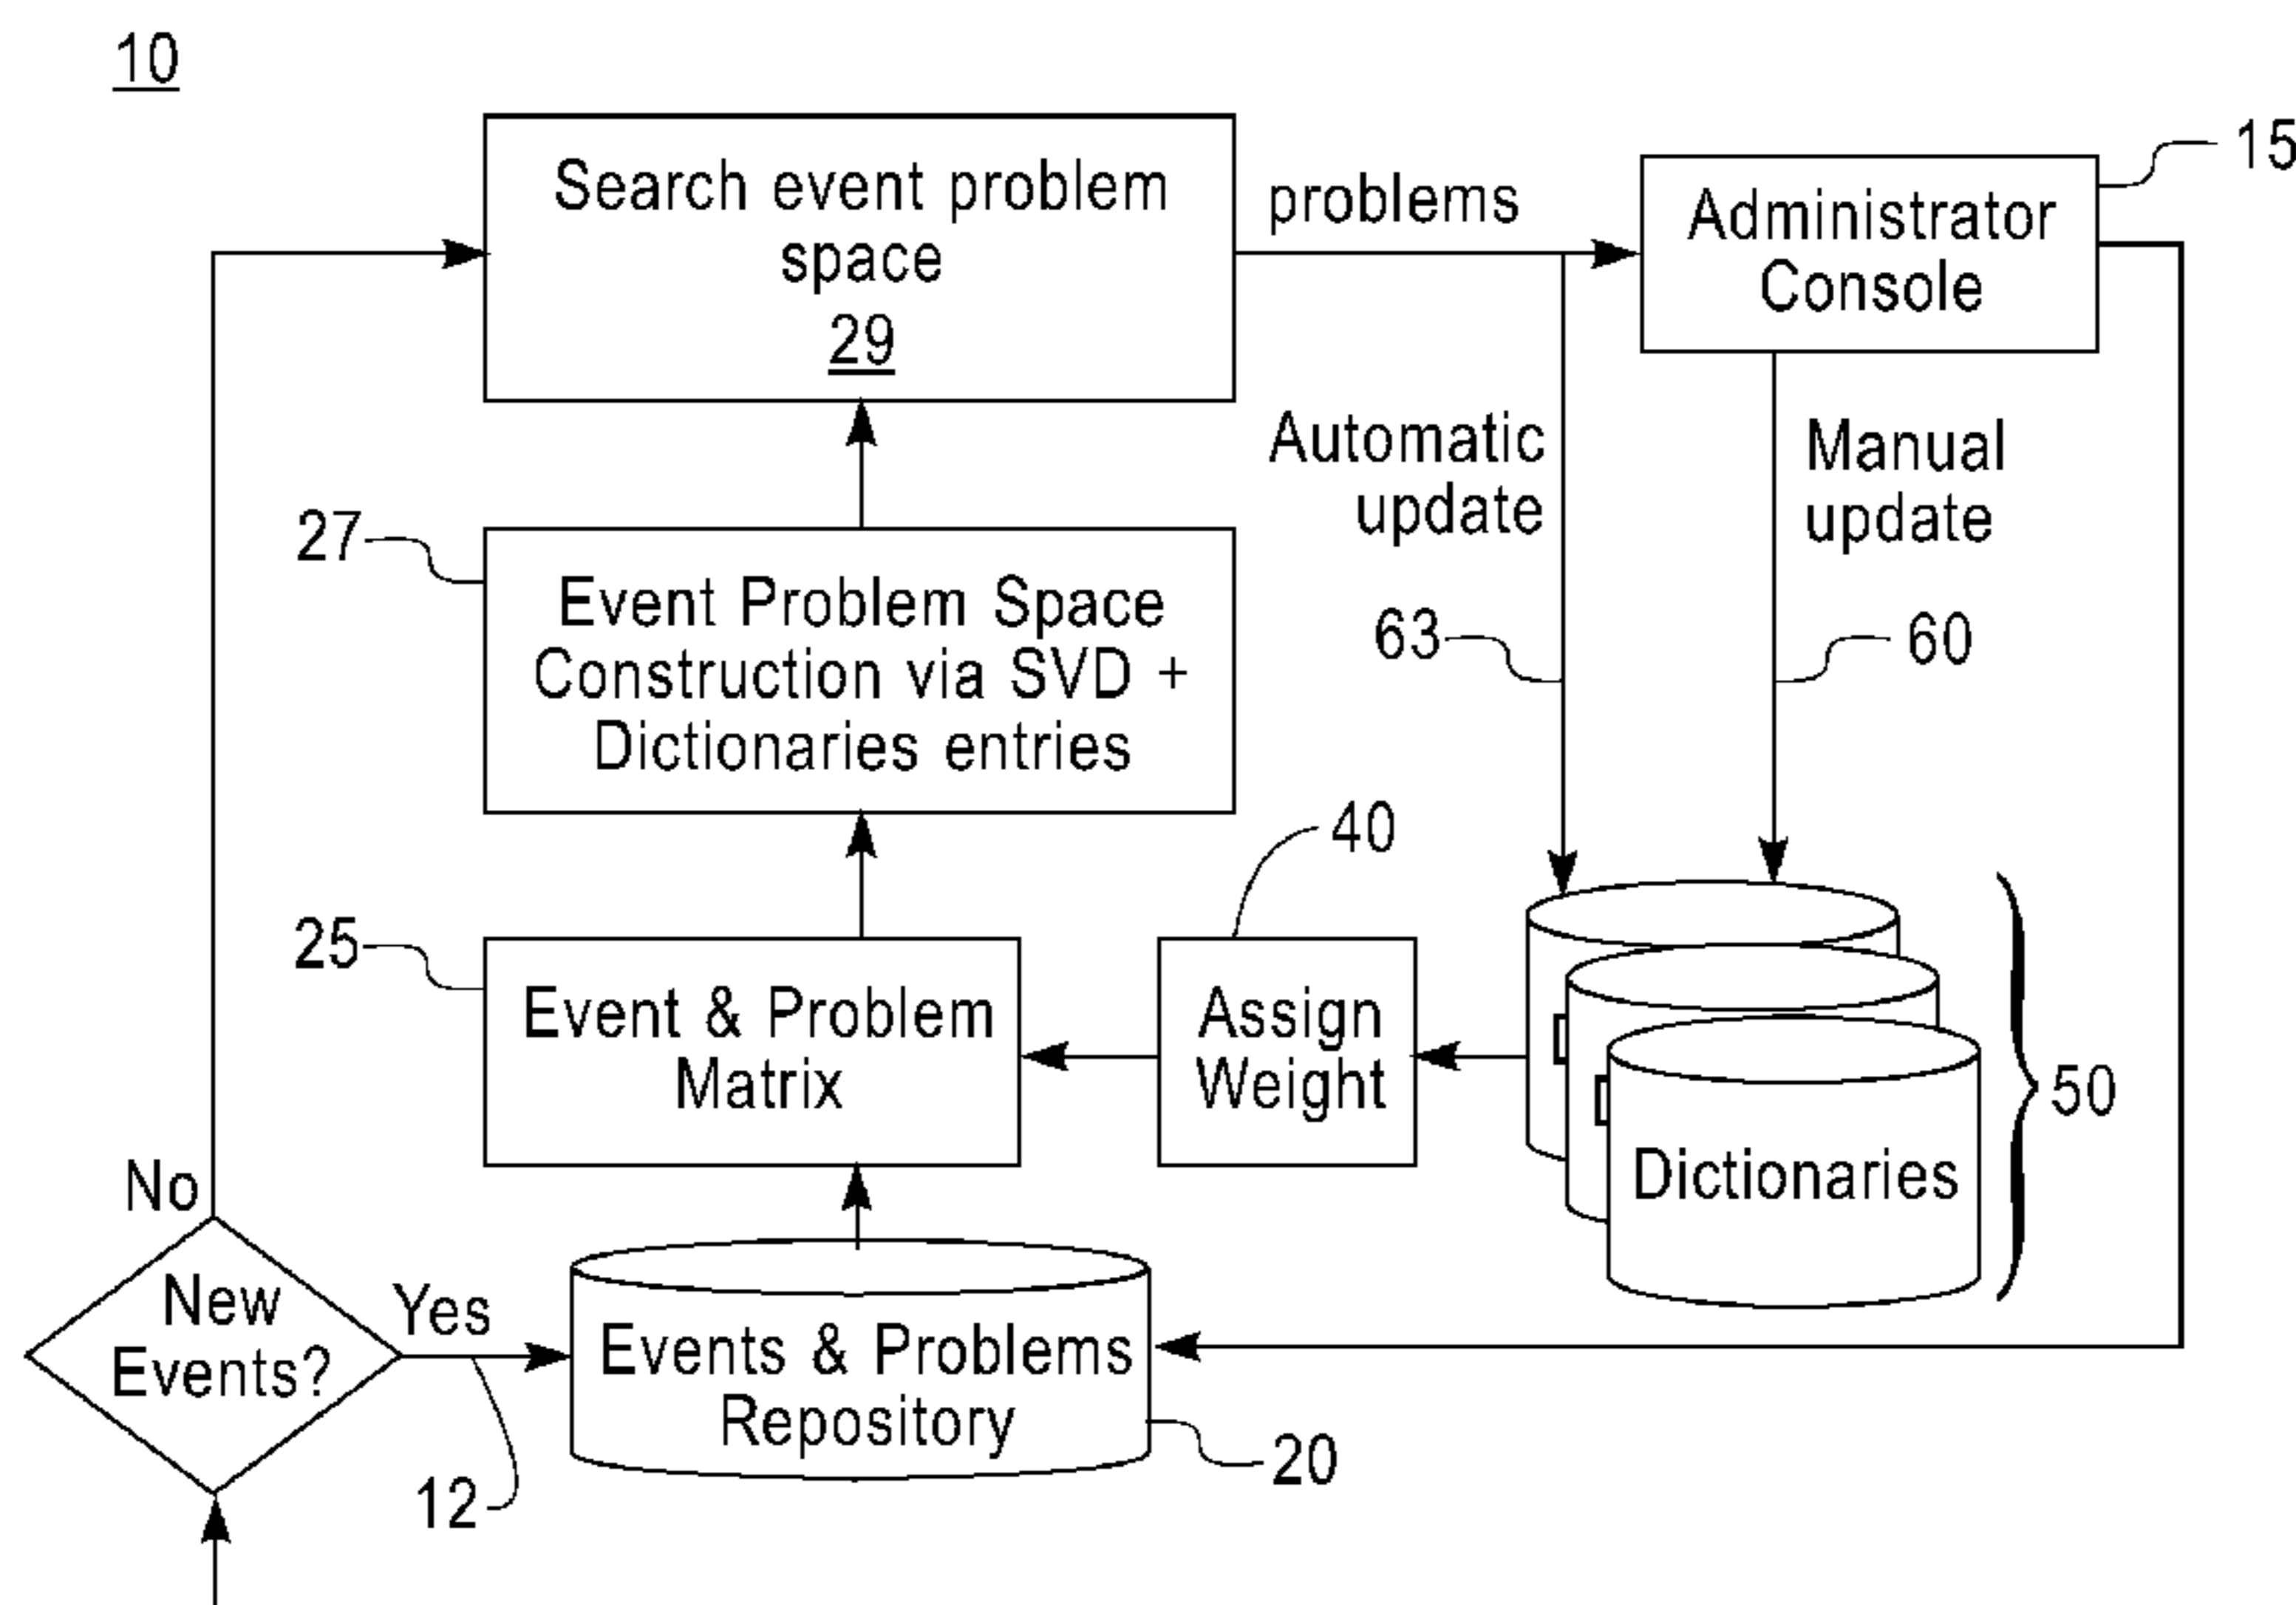 10
Search event problem
space
29
problems
Administrator
Console
15
Automatic
update
Manual
update
27
Event Problem Space
Construction via SVD +
Dictionaries entries
63
60
40
25
Event & Problem
Matrix
Assign
Weight
50
Dictionaries
No
New
Events?
Yes
Events & Problems
Repository
12
20